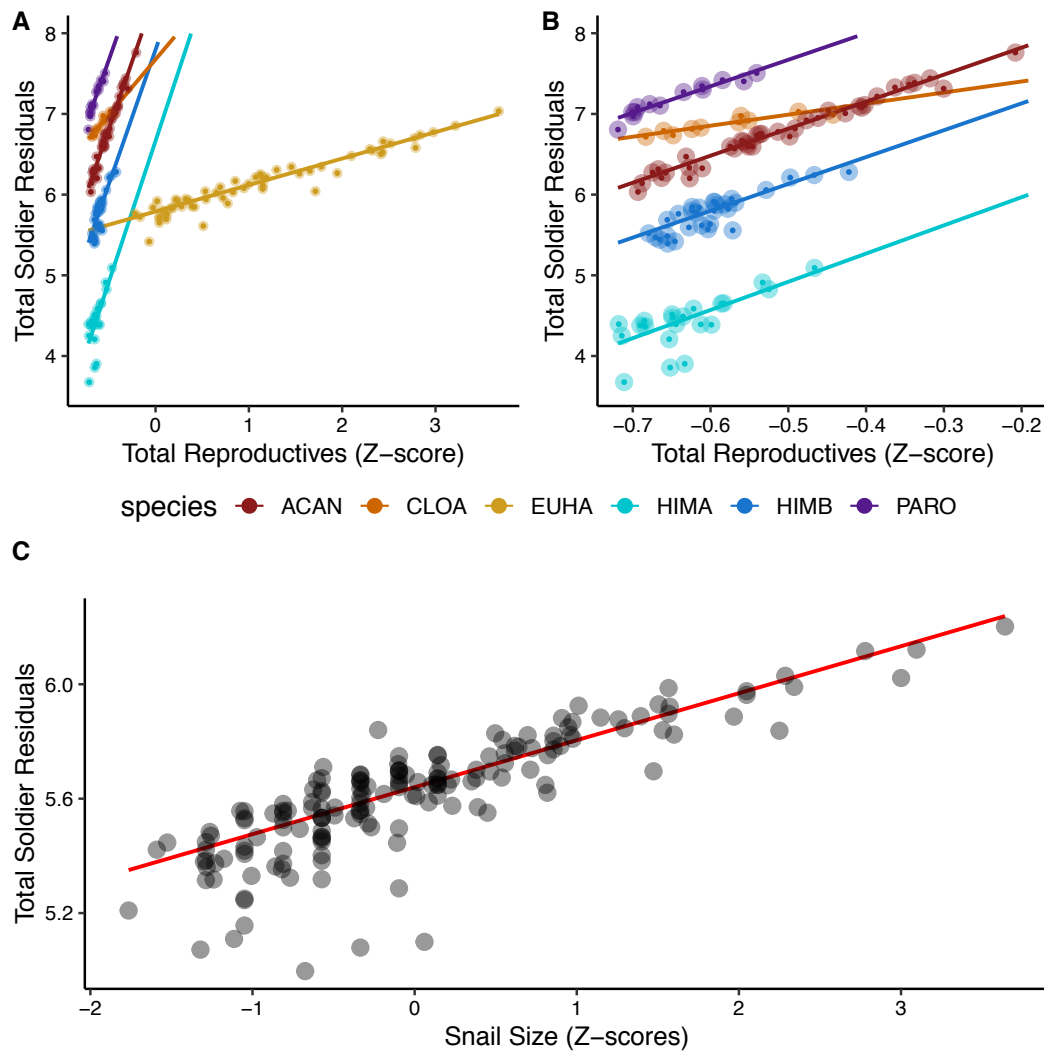 A
B
8
7
6
5
4
Total Soldier Residuals
0 1 2 3
Total Reproductives (Z−score)
8
7
6
5
4
Total Soldier Residuals
−0.7 −0.6 −0.5 −0.4 −0.3 −0.2
Total Reproductives (Z−score)
species ACAN CLOA EUHA HIMA HIMB PARO
C
6.0
5.6
5.2
Total Soldier Residuals
−2 −1 0 1 2 3
Snail Size (Z−scores)